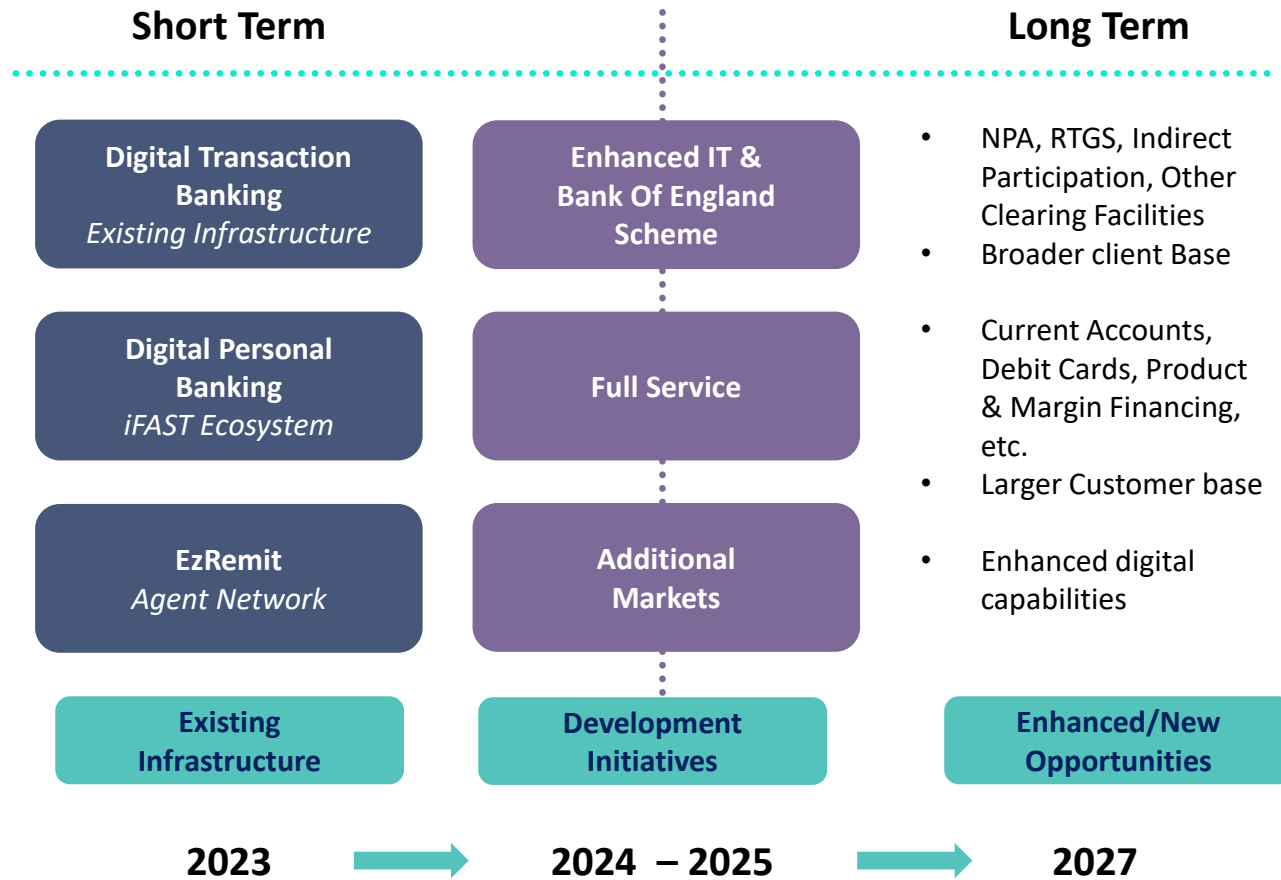 Short Term
Long Term
Digital Transaction
Banking
Existing Infrastructure
Enhanced IT &
Bank Of England
Scheme
• NPA, RTGS, Indirect
Participation, Other
Clearing Facilities
• Broader client Base
Digital Personal
Banking
iFAST Ecosystem
Full Service
• Current Accounts,
Debit Cards, Product
& Margin Financing,
etc.
• Larger Customer base
EzRemit
Agent Network
Additional
Markets
• Enhanced digital
capabilities
Existing
Infrastructure
Development
Initiatives
Enhanced/New
Opportunities
2023
2024 – 2025
2027